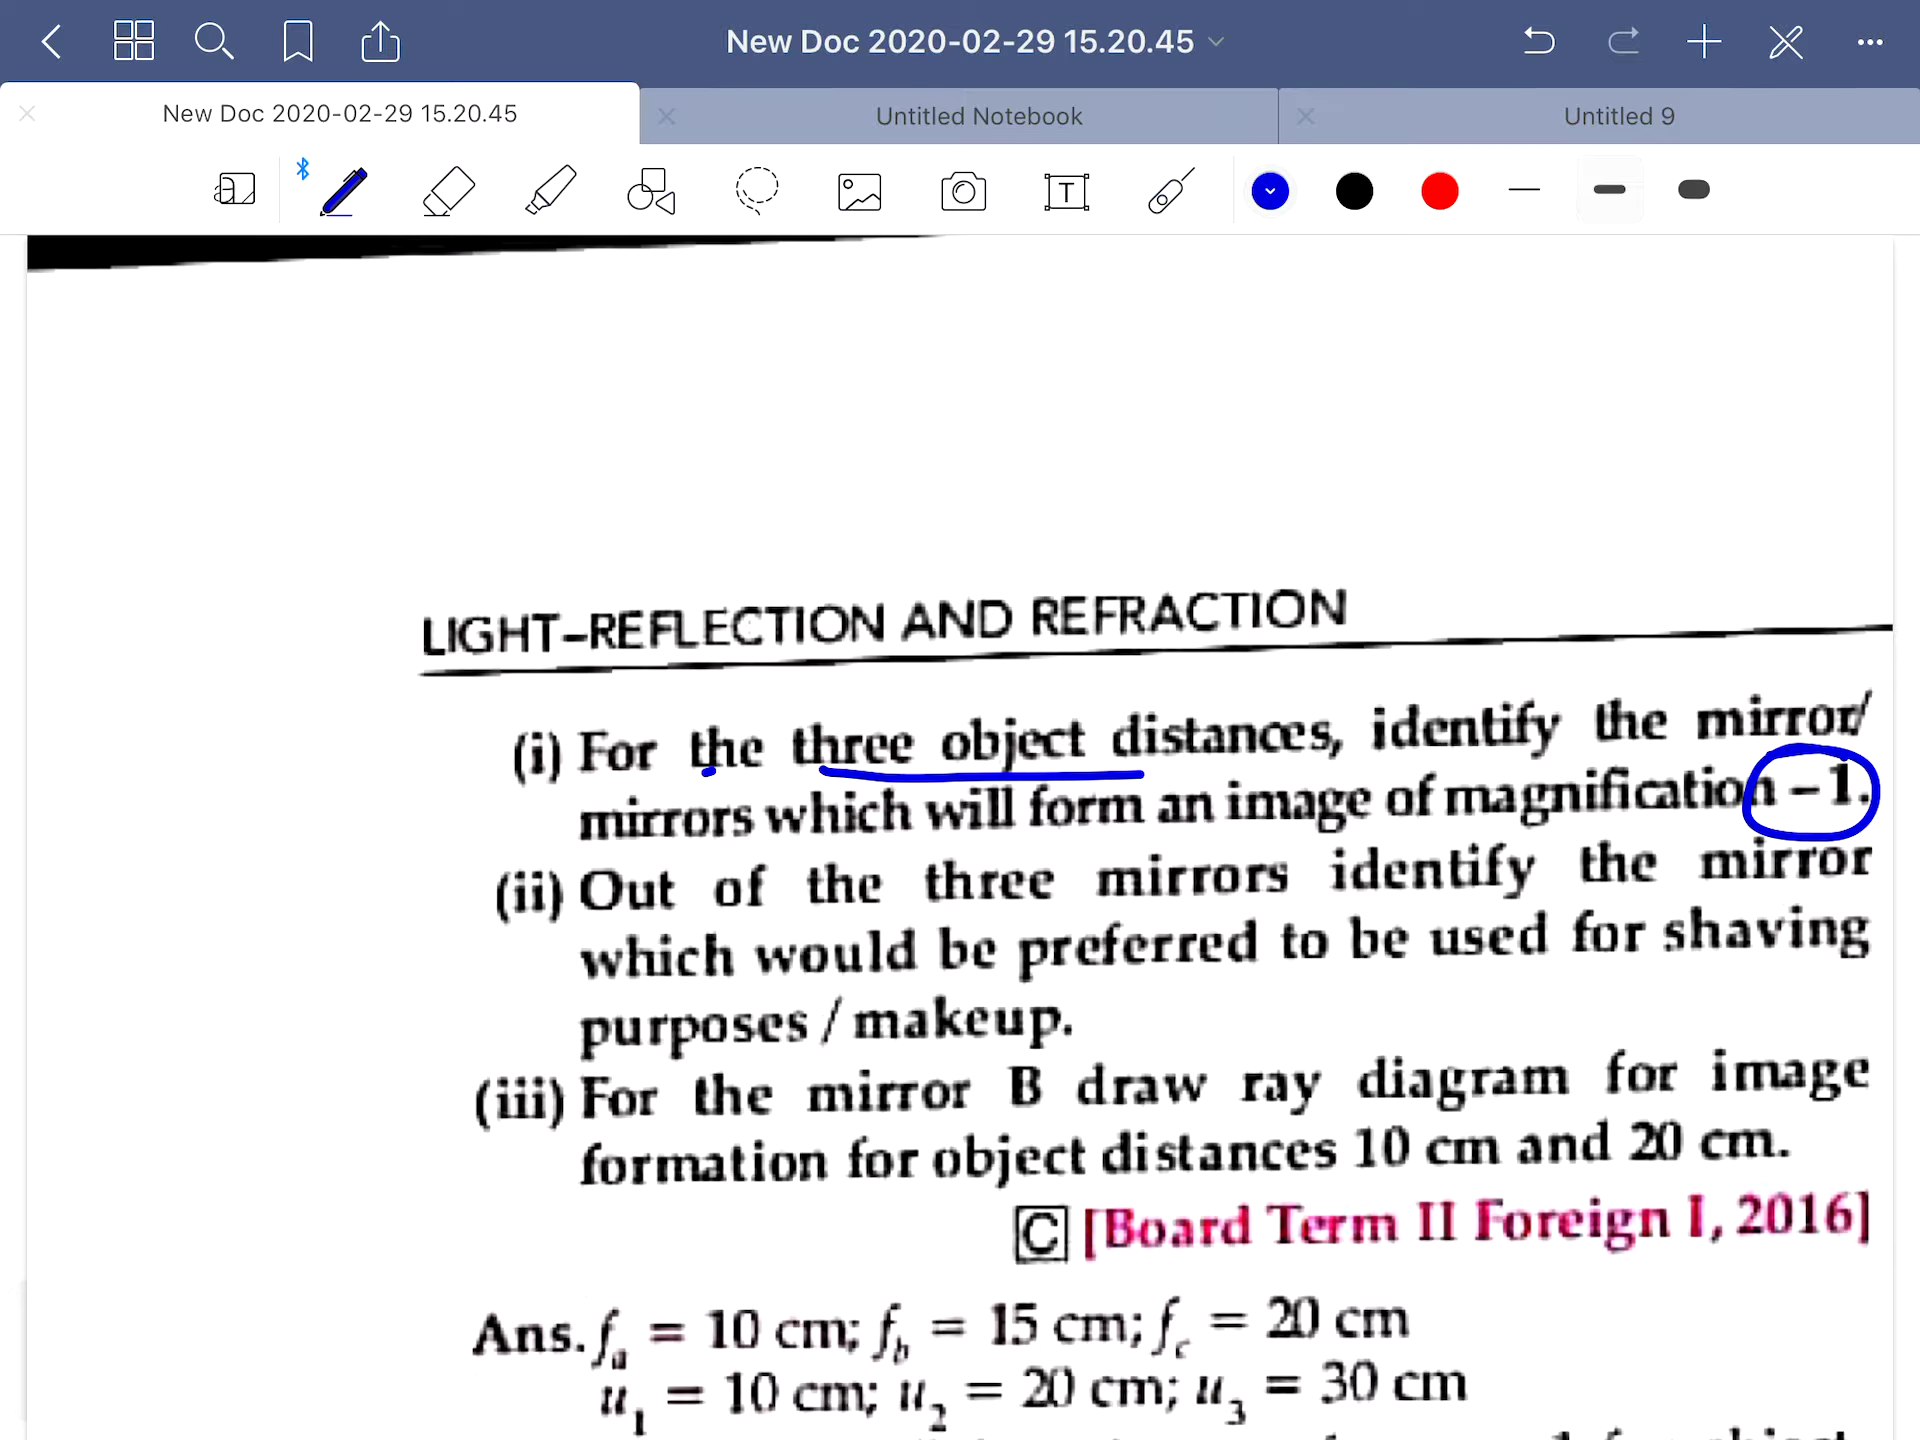 New Doc 2020-02-29 15.20.45
New Doc 2020-02-29 15.20.45
Untitled Notebook
Untitled 9
LIGHT–REFLECTION AND REFRACTION
(i) For the three object distances, identify the mirror/
mirrors which will form an image of magnification – 1.
(ii) Out of the three mirrors identify the mirror
which would be preferred to be used for shaving
purposes / makeup.
(iii) For the mirror B draw ray diagram for image
formation for object distances 10 cm and 20 cm.
C [Board Term II Foreign I, 2016]
Ans. fa = 10 cm; fb = 15 cm; fc = 20 cm
u1 = 10 cm; u2 = 20 cm; u3 = 30 cm